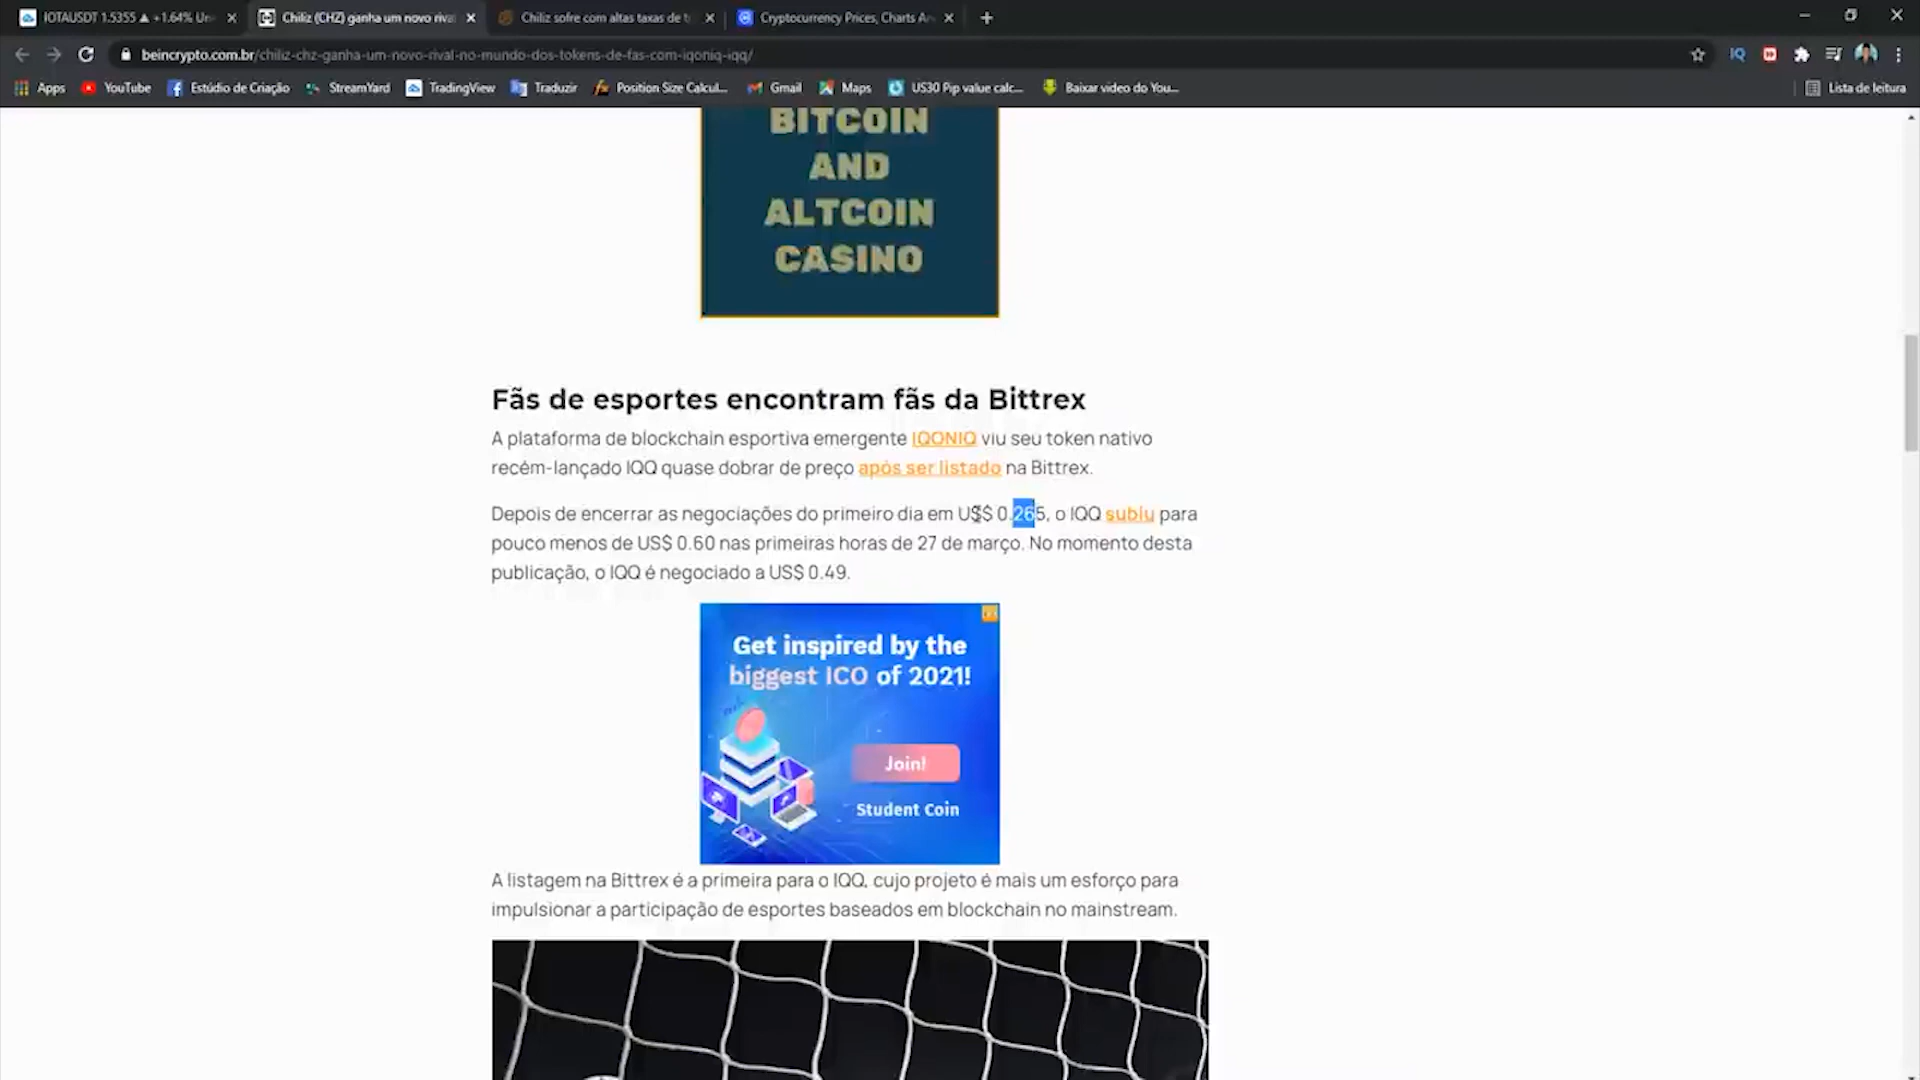 IOTAUSDT 1.5355 ▲ +1.64% Un
Chiliz (CHZ) ganha um novo rival
Chiliz sofre com altas taxas de t
Cryptocurrency Prices, Charts An
beincrypto.com.br/chiliz-chz-ganha-um-novo-rival-no-mundo-dos-tokens-de-fas-com-iqoniq-iqq/
Apps YouTube Estúdio de Criação StreamYard TradingView Traduzir Position Size Calcul... Gmail Maps US30 Pip value calc... Baixar video do You... Lista de leitura
BITCOIN
AND
ALTCOIN
CASINO
Fãs de esportes encontram fãs da Bittrex
A plataforma de blockchain esportiva emergente IQONIQ viu seu token nativo
recém-lançado IQQ quase dobrar de preço após ser listado na Bittrex.
Depois de encerrar as negociações do primeiro dia em US$ 0.265, o IQQ subiu para
pouco menos de US$ 0.60 nas primeiras horas de 27 de março. No momento desta
publicação, o IQQ é negociado a US$ 0.49.
Get inspired by the
biggest ICO of 2021!
Join!
Student Coin
A listagem na Bittrex é a primeira para o IQQ, cujo projeto é mais um esforço para
impulsionar a participação de esportes baseados em blockchain no mainstream.